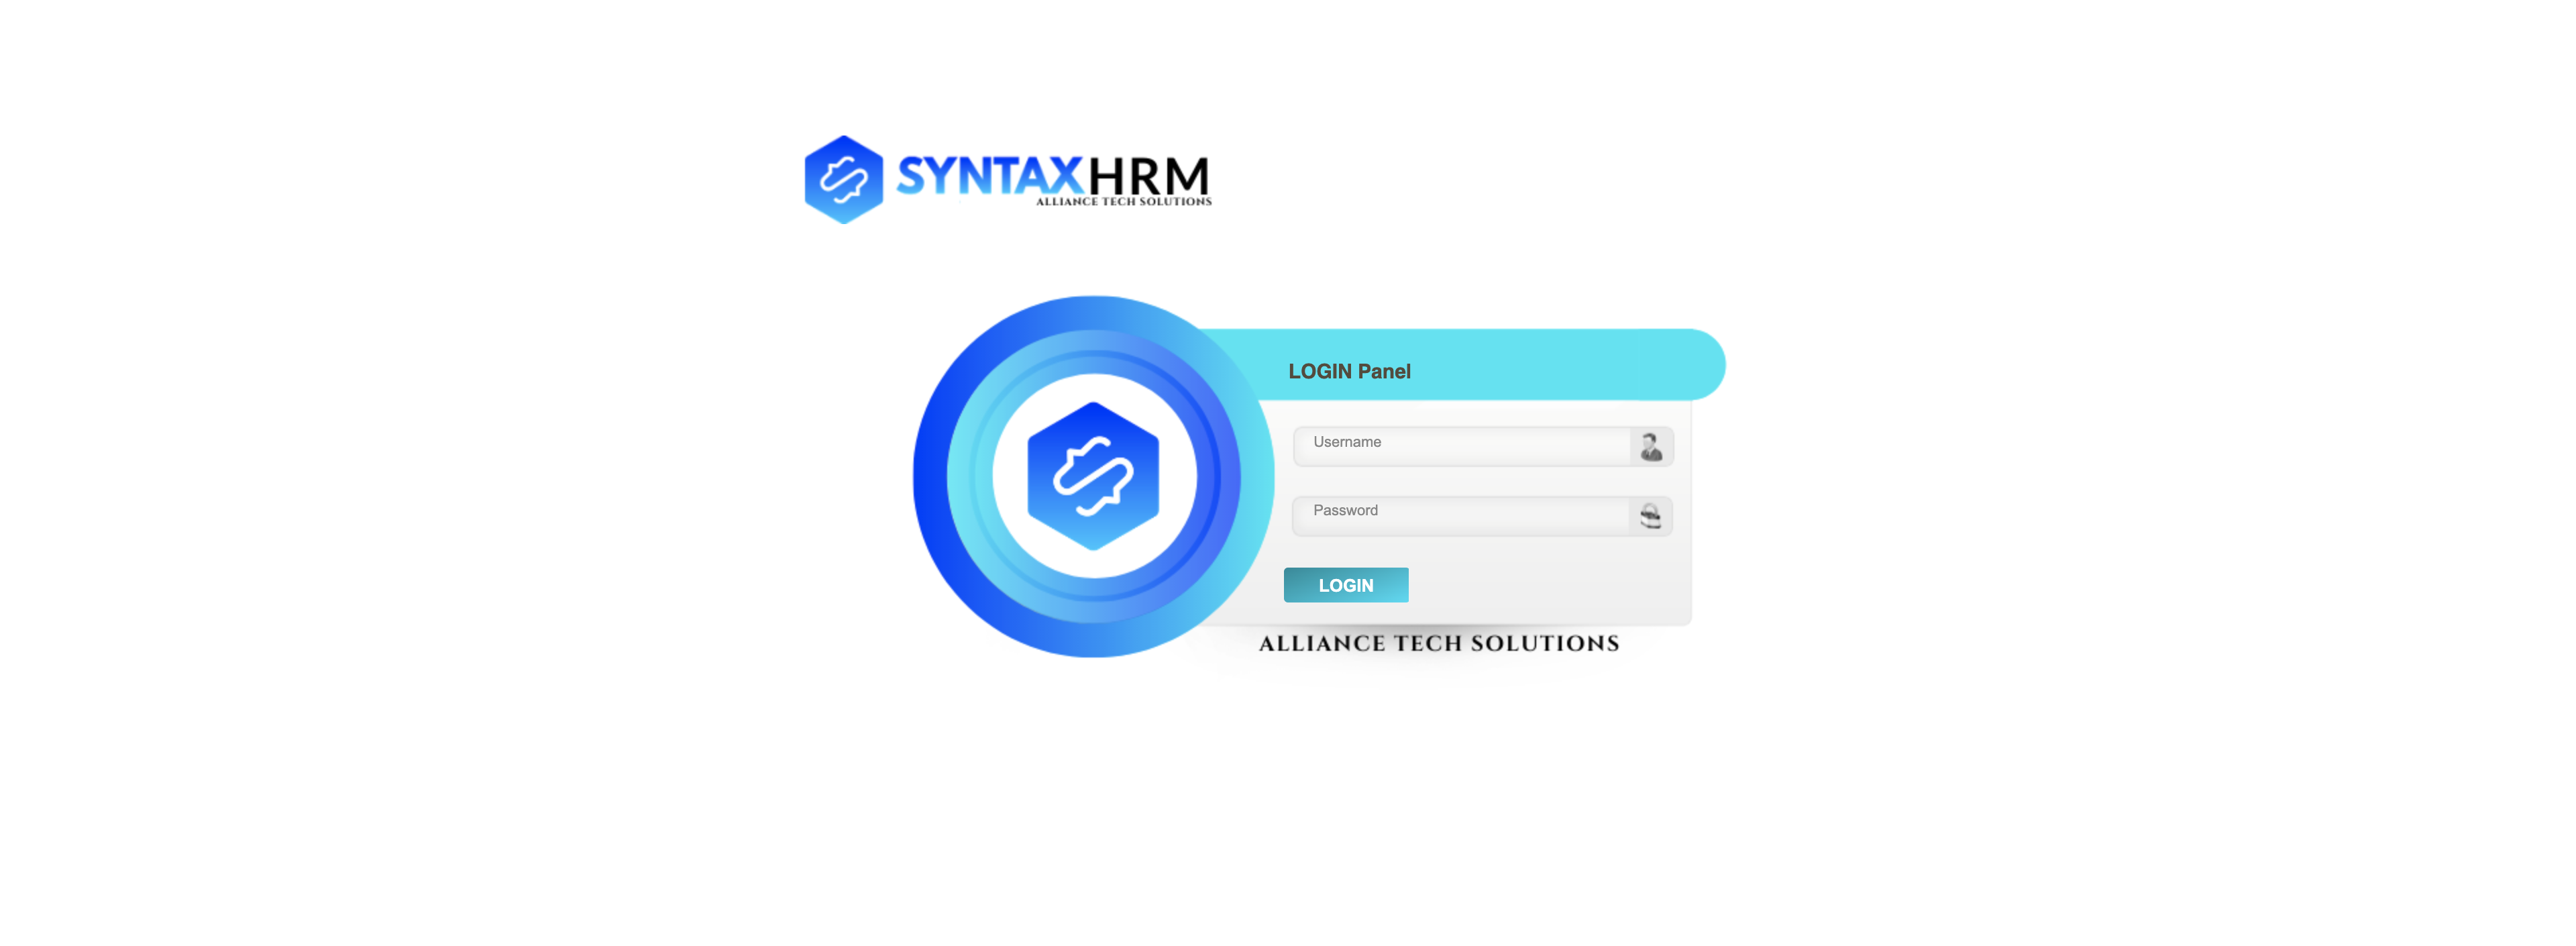 SYNTAXHRM
ALLIANCE TECH SOLUTIONS
LOGIN Panel
Username
Password
LOGIN
ALLIANCE TECH SOLUTIONS